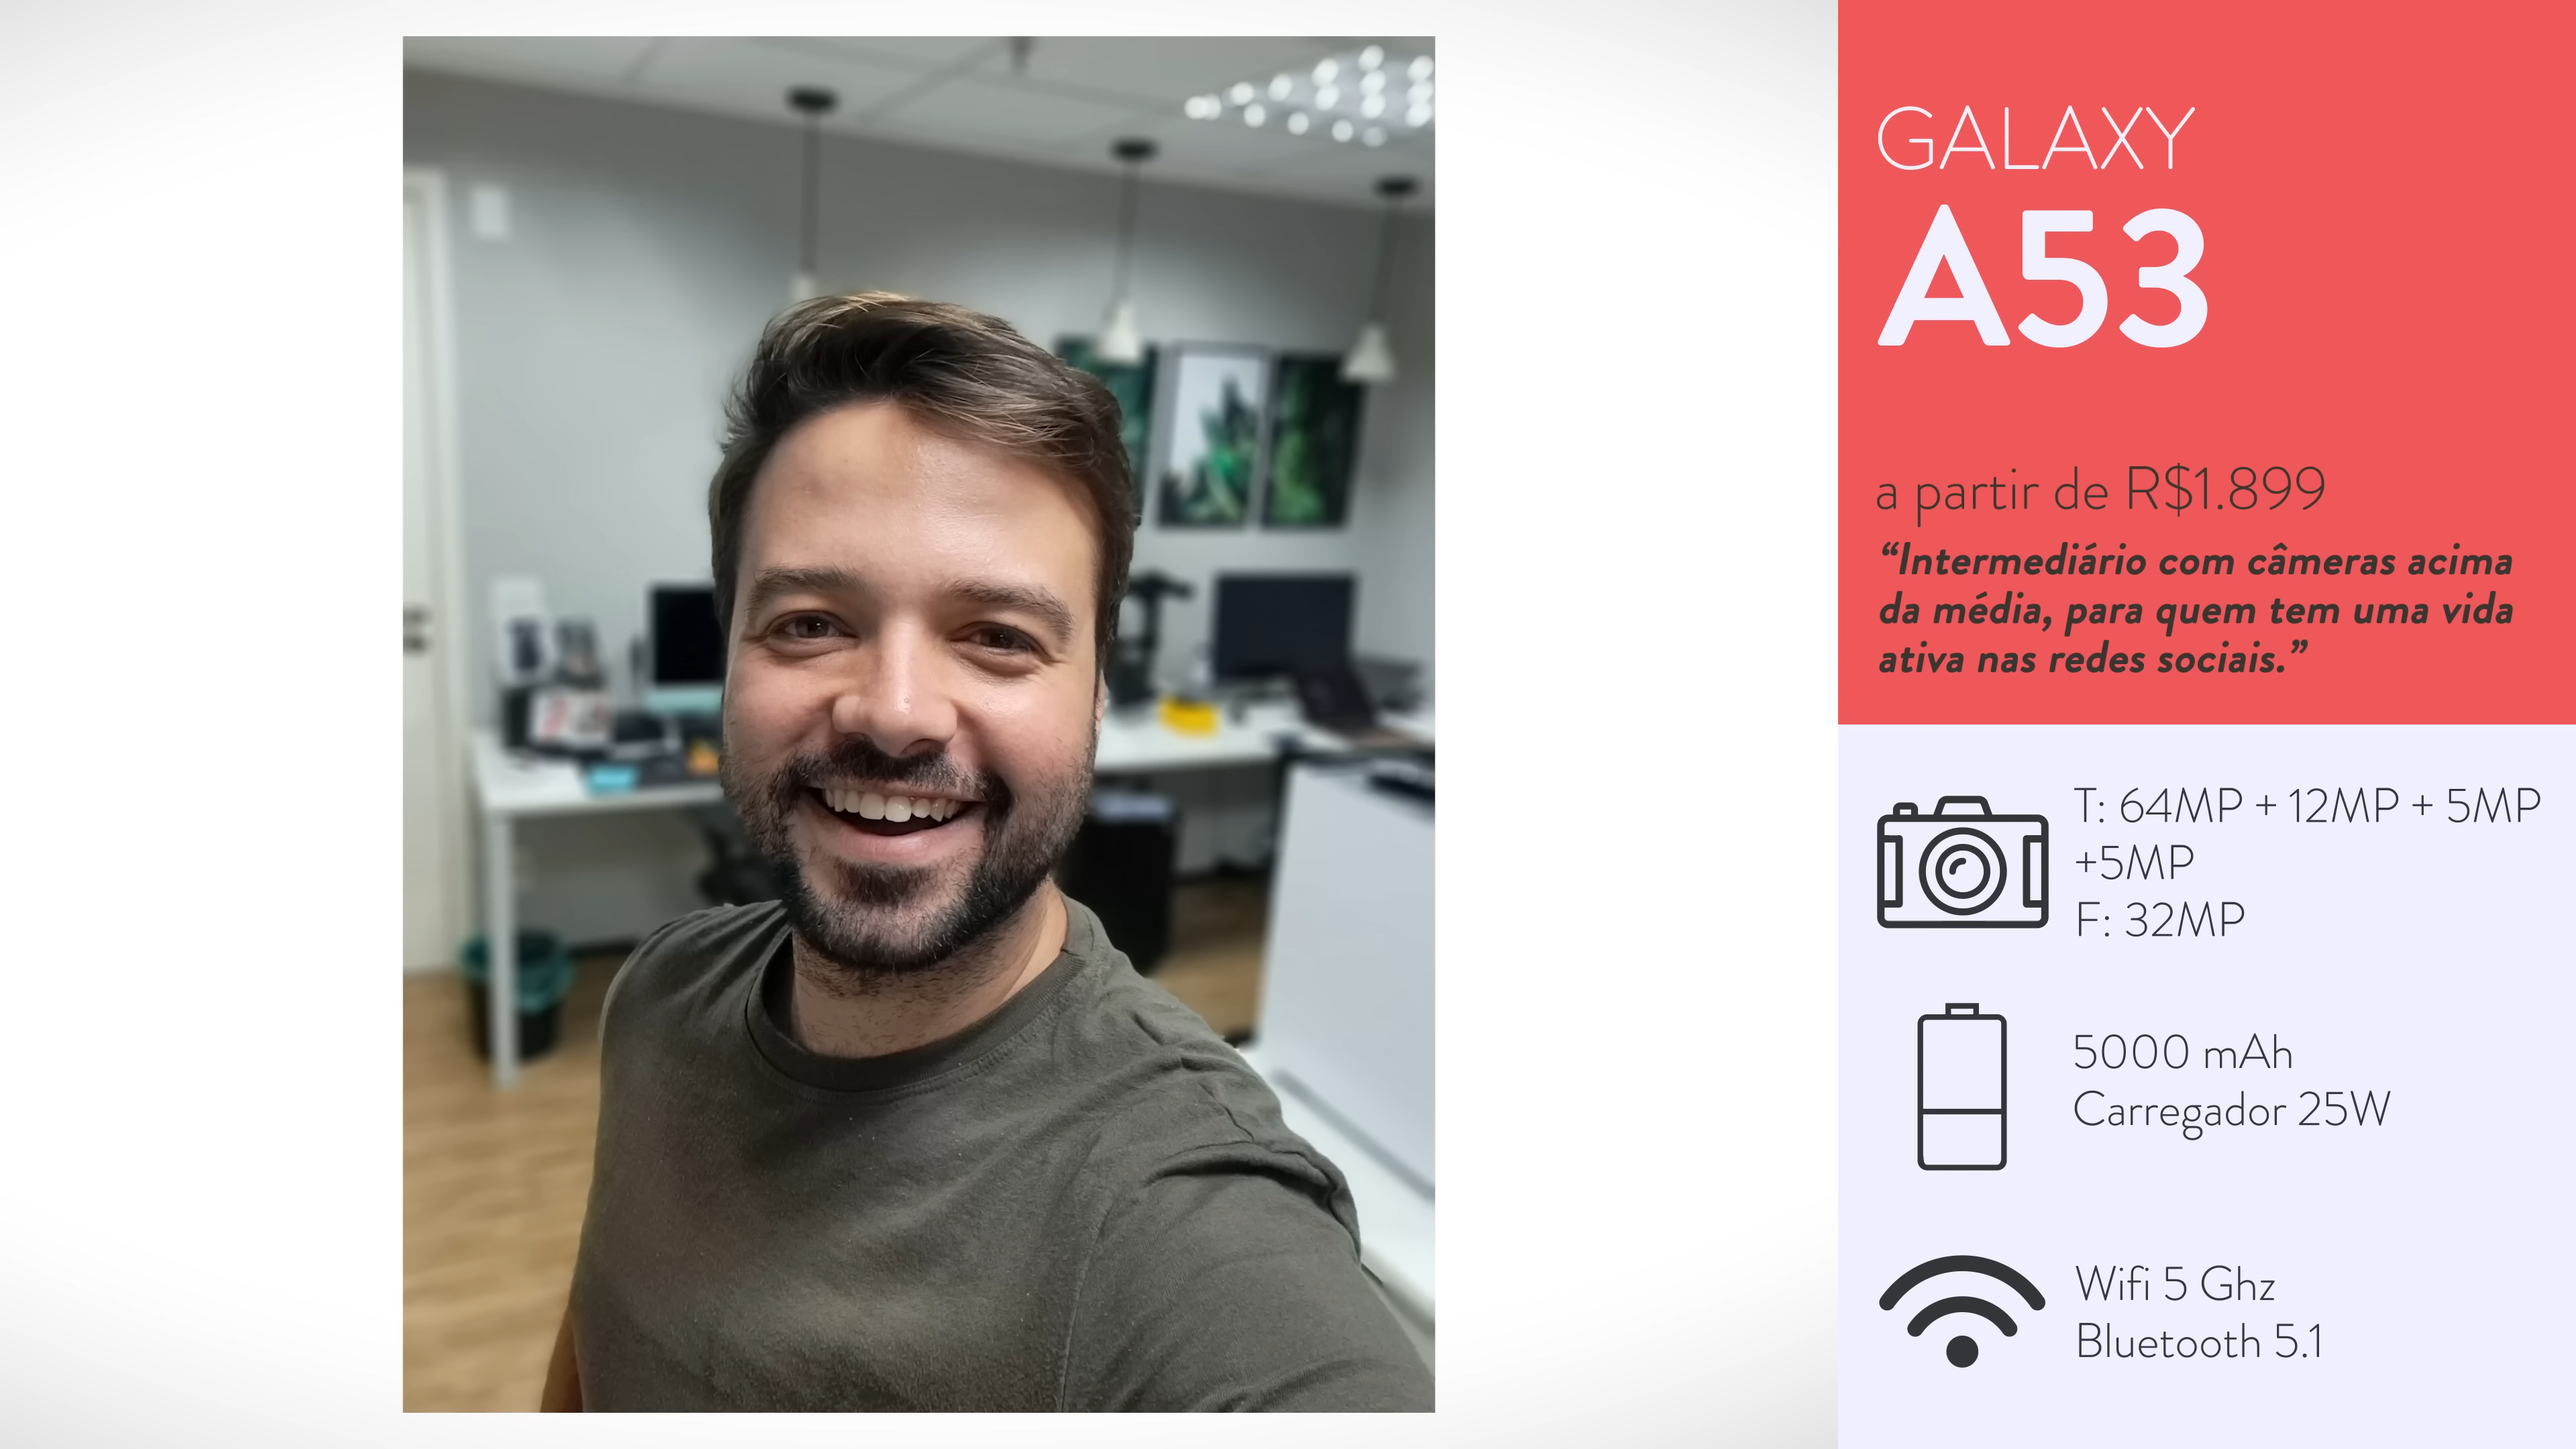 GALAXY
A53
a partir de R$1.899
“Intermediário com câmeras acima
da média, para quem tem uma vida
ativa nas redes sociais.”
T: 64MP + 12MP + 5MP
+5MP
F: 32MP
5000 mAh
Carregador 25W
Wifi 5 Ghz
Bluetooth 5.1